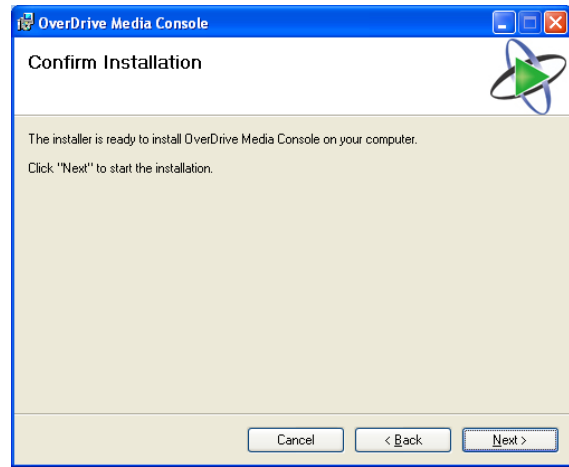 OverDrive Media Console
Confirm Installation
The installer is ready to install OverDrive Media Console on your computer.
Click "Next" to start the installation.
Cancel
< Back
Next >